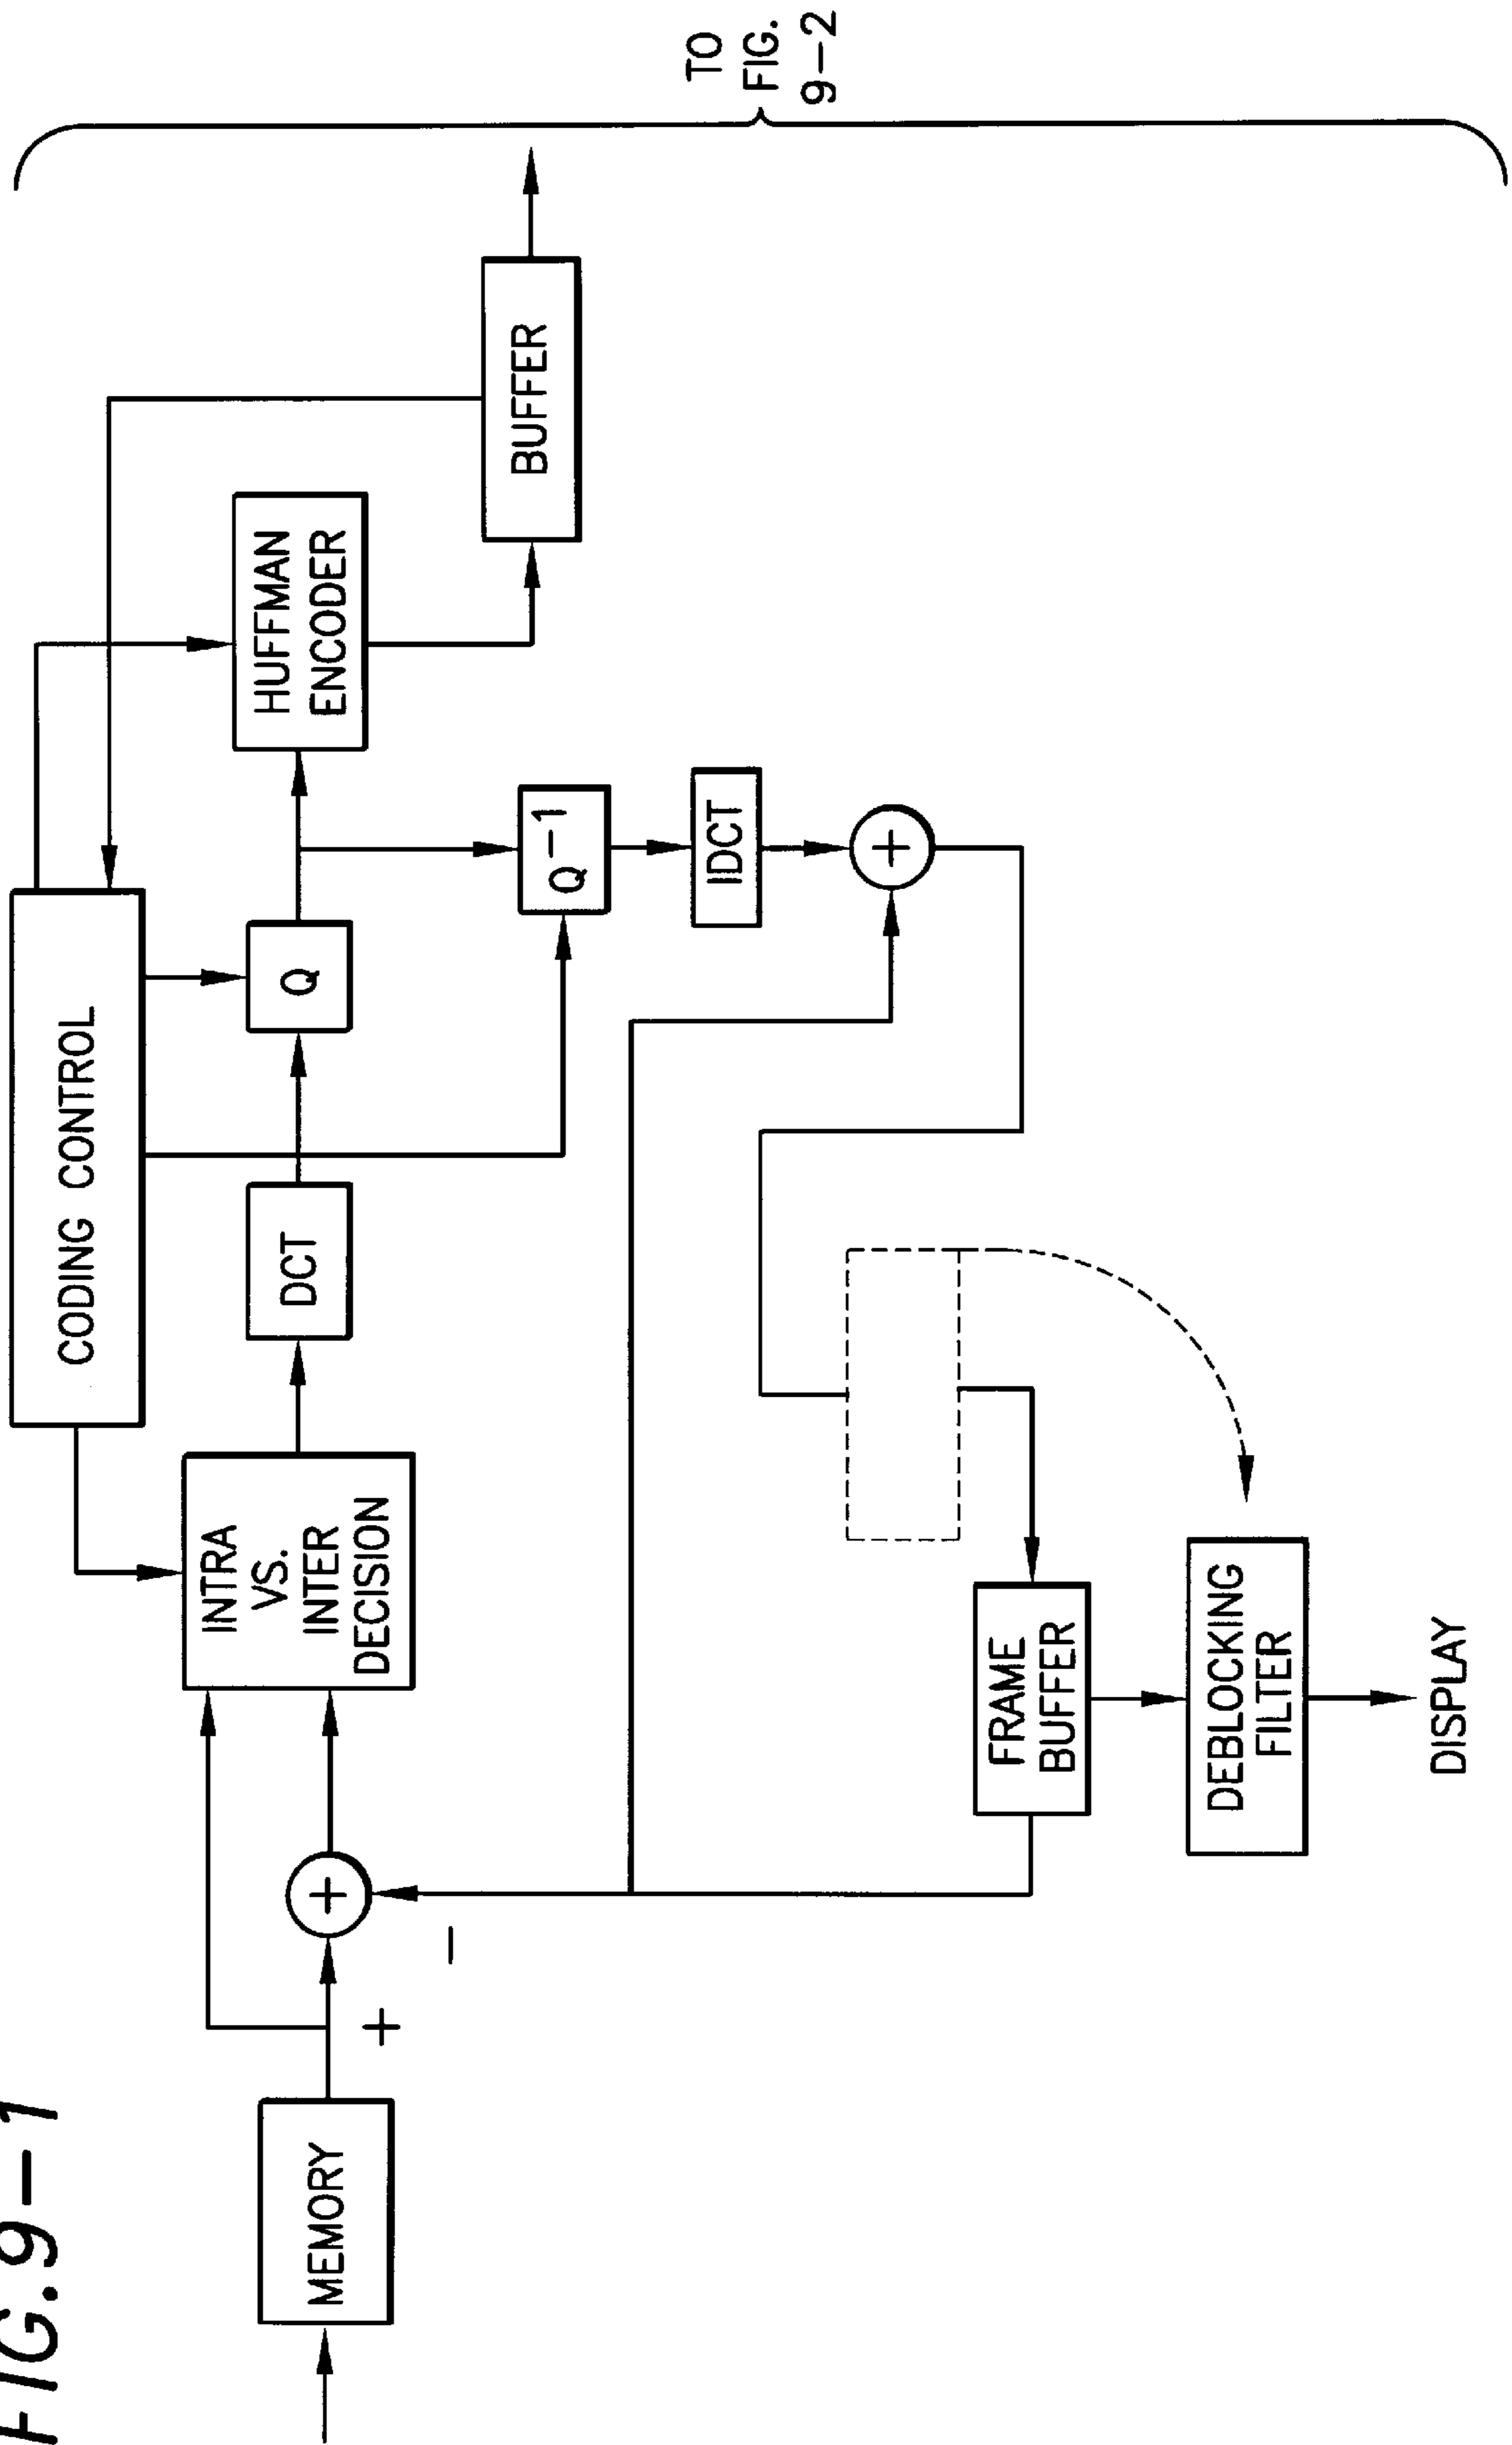 FIG.9-1
CODING CONTROL
INTRA
VS.
INTER
DECISION
DCT
Q
HUFFMAN
ENCODER
BUFFER
MEMORY
+
+
−
Q−1
IDCT
+
FRAME
BUFFER
DEBLOCKING
FILTER
DISPLAY
TO
FIG.
9-2